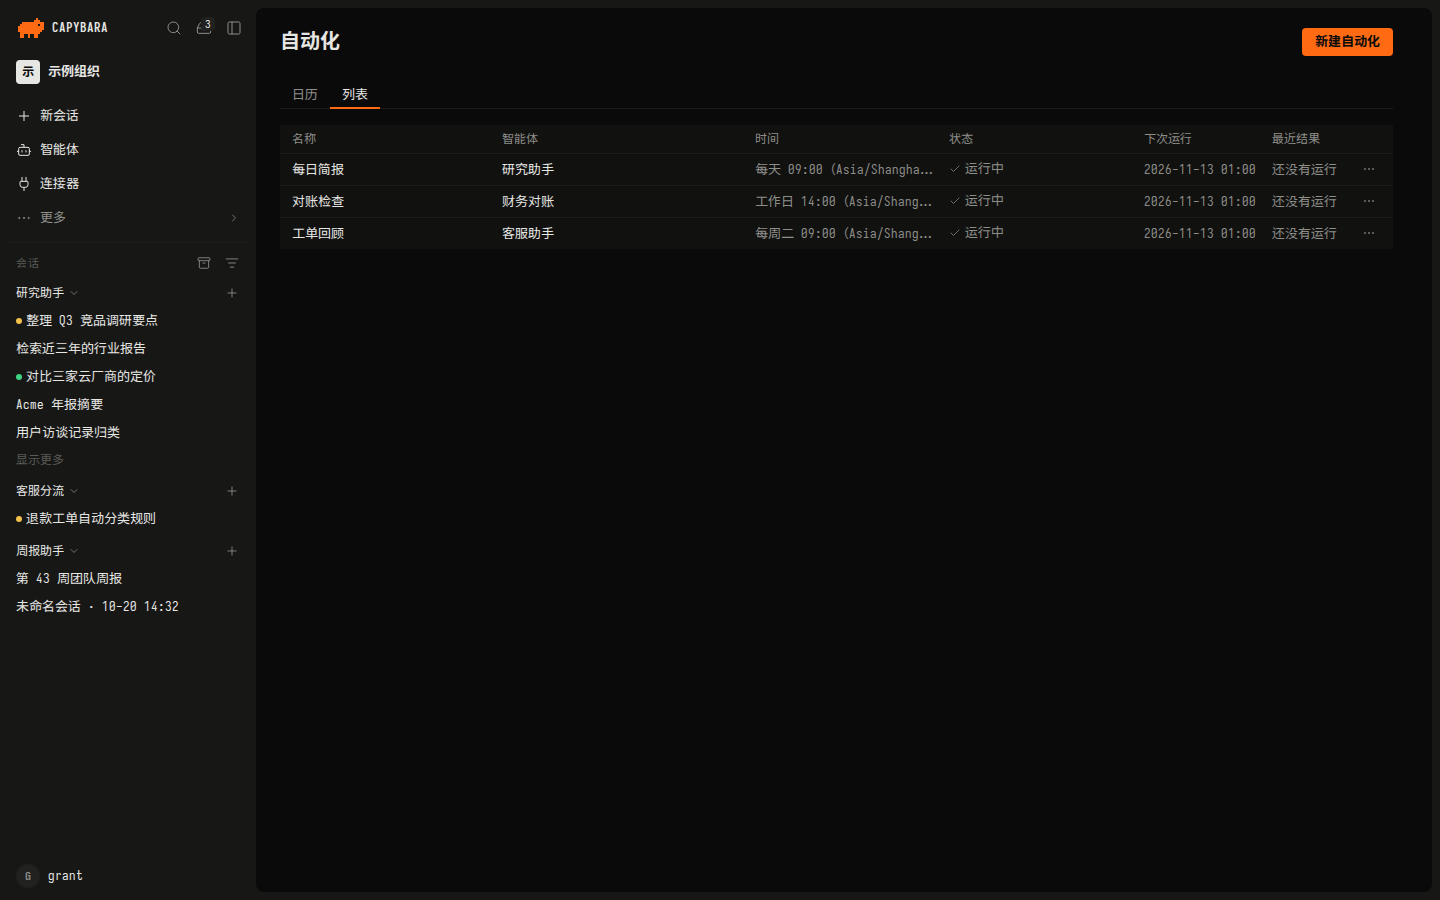 CAPYBARA
3
示 示例组织
新会话
智能体
连接器
更多
会话
研究助手
整理 Q3 竞品调研要点
检索近三年的行业报告
对比三家云厂商的定价
Acme 年报摘要
用户访谈记录归类
显示更多
客服分流
退款工单自动分类规则
周报助手
第 43 周团队周报
未命名会话 · 10-20 14:32
G grant
自动化
新建自动化
日历 列表
名称 智能体 时间 状态 下次运行 最近结果
每日简报 研究助手 每天 09:00 (Asia/Shangha... 运行中 2026-11-13 01:00 还没有运行
对账检查 财务对账 工作日 14:00 (Asia/Shang... 运行中 2026-11-13 01:00 还没有运行
工单回顾 客服助手 每周二 09:00 (Asia/Shang... 运行中 2026-11-13 01:00 还没有运行